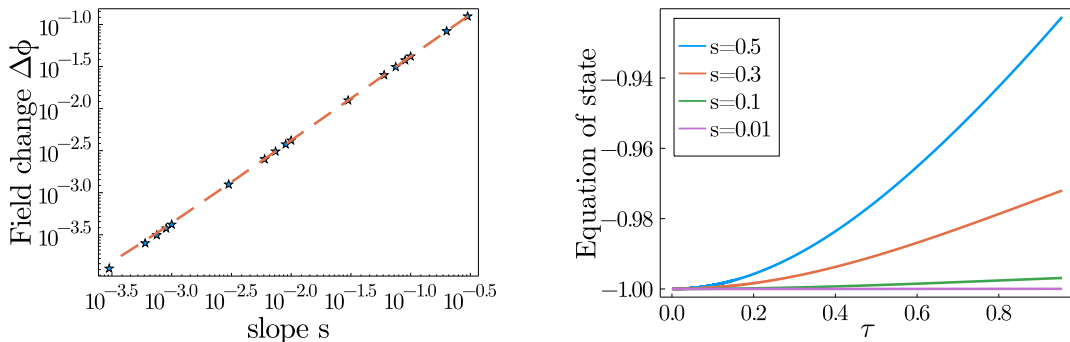 Field change Δϕ
10^−1.0
10^−1.5
10^−2.0
10^−2.5
10^−3.0
10^−3.5
10^−3.5 10^−3.0 10^−2.5 10^−2.0 10^−1.5 10^−1.0 10^−0.5
slope s
Equation of state
s=0.5
s=0.3
s=0.1
s=0.01
−0.94
−0.96
−0.98
−1.00
0.0 0.2 0.4 0.6 0.8
τ